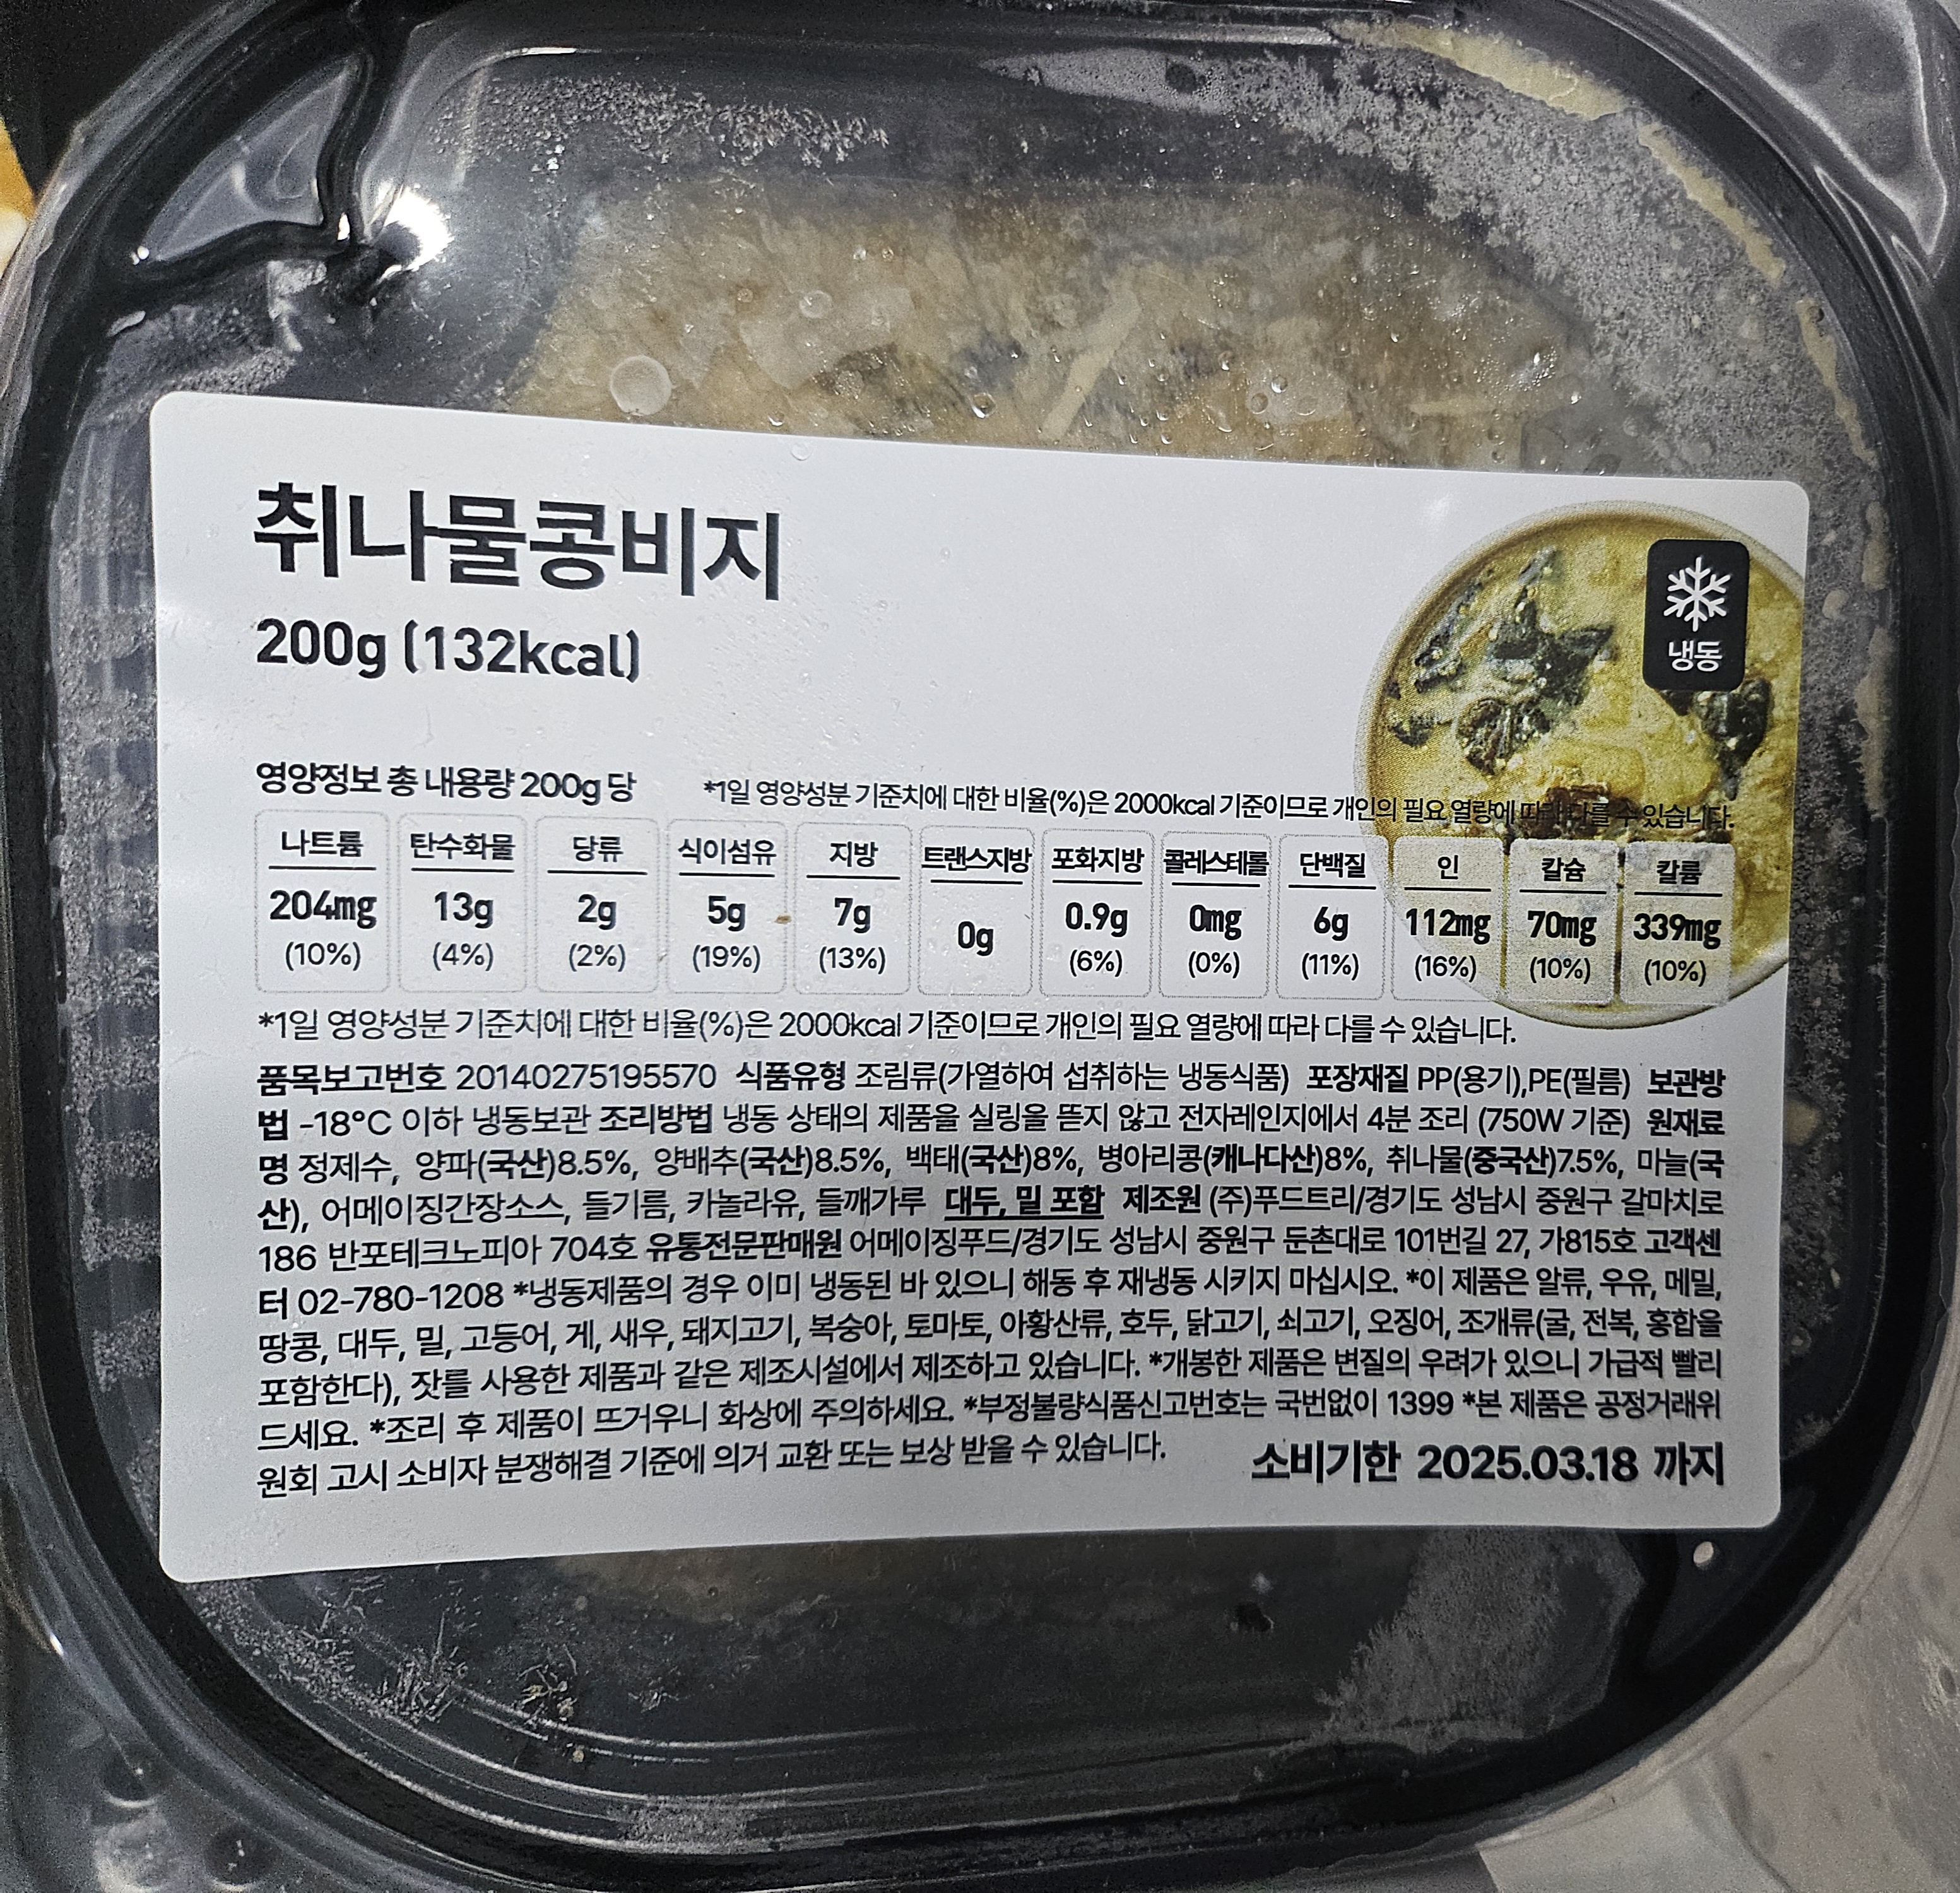 취나물콩비지
냉동
200g (132kcal)
영양정보 총 내용량 200g 당
*1일 영양성분 기준치에 대한 비율(%)은 2000kcal 기준이므로 개인의 필요 열량에 따라 다를 수 있습니다.
나트륨 탄수화물 당류 식이섬유 지방 트랜스지방 포화지방 콜레스테롤 단백질 인 칼슘 칼륨
204mg 13g 2g 5g 7g 0g 0.9g 0mg 6g 112mg 70mg 339mg
(10%) (4%) (2%) (19%) (13%) (6%) (0%) (11%) (16%) (10%) (10%)
*1일 영양성분 기준치에 대한 비율(%)은 2000kcal 기준이므로 개인의 필요 열량에 따라 다를 수 있습니다.
품목보고번호 20140275195570 식품유형 조림류(가열하여 섭취하는 냉동식품) 포장재질 PP(용기),PE(필름) 보관방
법 -18°C 이하 냉동보관 조리방법 냉동 상태의 제품을 실링을 뜯지 않고 전자레인지에서 4분 조리 (750W 기준) 원재료
명 정제수, 양파(국산)8.5%, 양배추(국산)8.5%, 백태(국산)8%, 병아리콩(캐나다산)8%, 취나물(중국산)7.5%, 마늘(국
산), 어메이징간장소스, 들기름, 카놀라유, 들깨가루 대두, 밀 포함 제조원 (주)푸드트리/경기도 성남시 중원구 갈마치로
186 반포테크노피아 704호 유통전문판매원 어메이징푸드/경기도 성남시 중원구 둔촌대로 101번길 27, 가815호 고객센
터 02-780-1208 *냉동제품의 경우 이미 냉동된 바 있으니 해동 후 재냉동 시키지 마십시오. *이 제품은 알류, 우유, 메밀,
땅콩, 대두, 밀, 고등어, 게, 새우, 돼지고기, 복숭아, 토마토, 아황산류, 호두, 닭고기, 쇠고기, 오징어, 조개류(굴, 전복, 홍합을
포함한다), 잣를 사용한 제품과 같은 제조시설에서 제조하고 있습니다. *개봉한 제품은 변질의 우려가 있으니 가급적 빨리
드세요. *조리 후 제품이 뜨거우니 화상에 주의하세요. *부정불량식품신고번호는 국번없이 1399 *본 제품은 공정거래위
원회 고시 소비자 분쟁해결 기준에 의거 교환 또는 보상 받을 수 있습니다.
소비기한 2025.03.18 까지